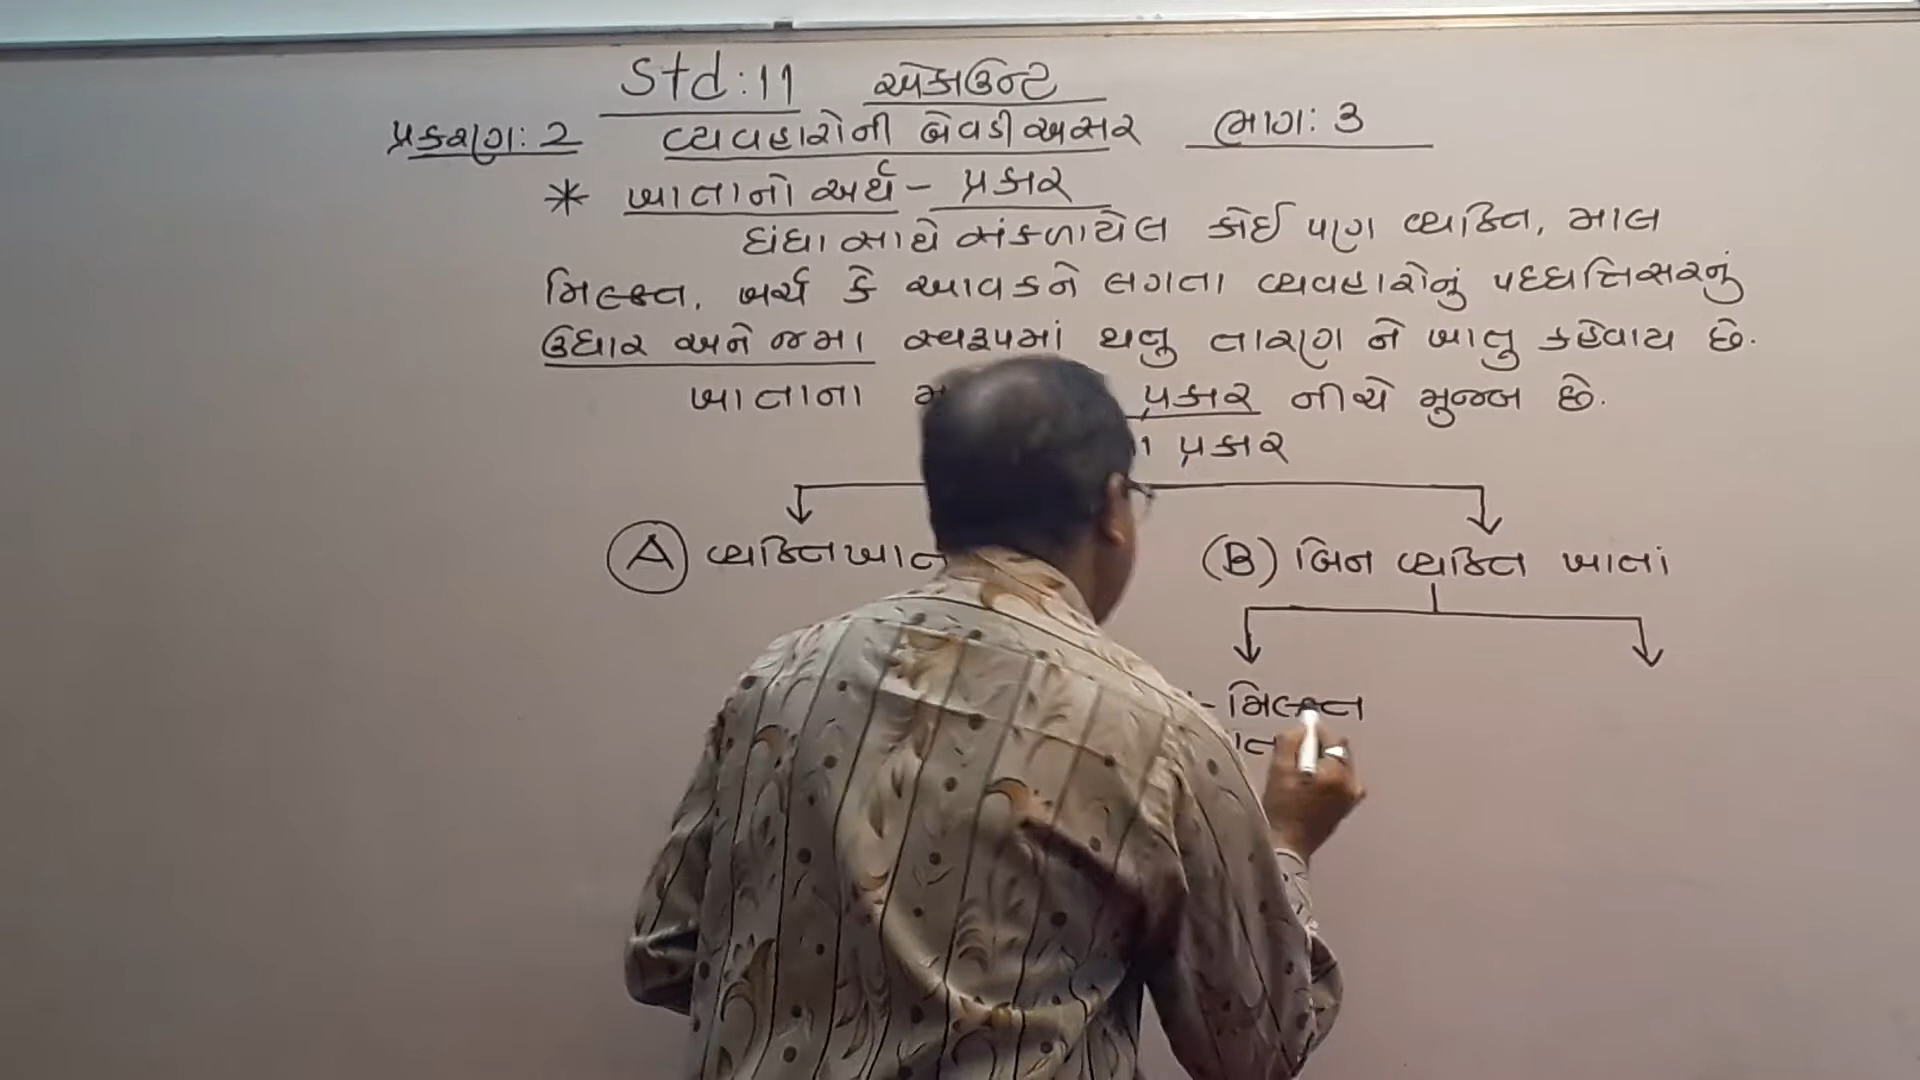 Std:11 એકાઉન્ટ
પ્રકરણ: 2 વ્યવહારોની બેવડી અસર ભાગ: 3
* ખાતાનો અર્થ - પ્રકાર
ધંધા સાથે સંકળાયેલ કોઈ પણ વ્યક્તિ, માલ
મિલ્કત, ખર્ચ કે આવકને લગતા વ્યવહારોનું પધ્ધતિસરનું
ઉધાર અને જમા સ્વરૂપમાં થતુ તારણ ને ખાતુ કહેવાય છે.
ખાતાના પ્રકાર નીચે મુજબ છે.
પ્રકાર
(A) વ્યક્તિ ખાત (B) બિન વ્યક્તિ ખાતાં
- મિલ્કત